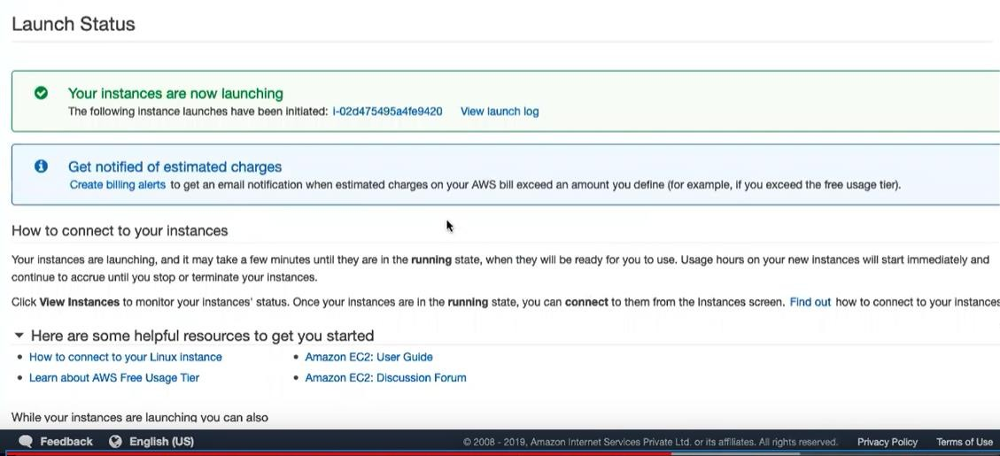 Launch Status
Your instances are now launching
The following instance launches have been initiated: i-02d475495a4fe9420 View launch log
Get notified of estimated charges
Create billing alerts to get an email notification when estimated charges on your AWS bill exceed an amount you define (for example, if you exceed the free usage tier).
How to connect to your instances
Your instances are launching, and it may take a few minutes until they are in the running state, when they will be ready for you to use. Usage hours on your new instances will start immediately and
continue to accrue until you stop or terminate your instances.
Click View Instances to monitor your instances' status. Once your instances are in the running state, you can connect to them from the Instances screen. Find out how to connect to your instances
Here are some helpful resources to get you started
• How to connect to your Linux instance • Amazon EC2: User Guide
• Learn about AWS Free Usage Tier • Amazon EC2: Discussion Forum
While your instances are launching you can also
Feedback English (US) © 2008 - 2019, Amazon Internet Services Private Ltd. or its affiliates. All rights reserved. Privacy Policy Terms of Use